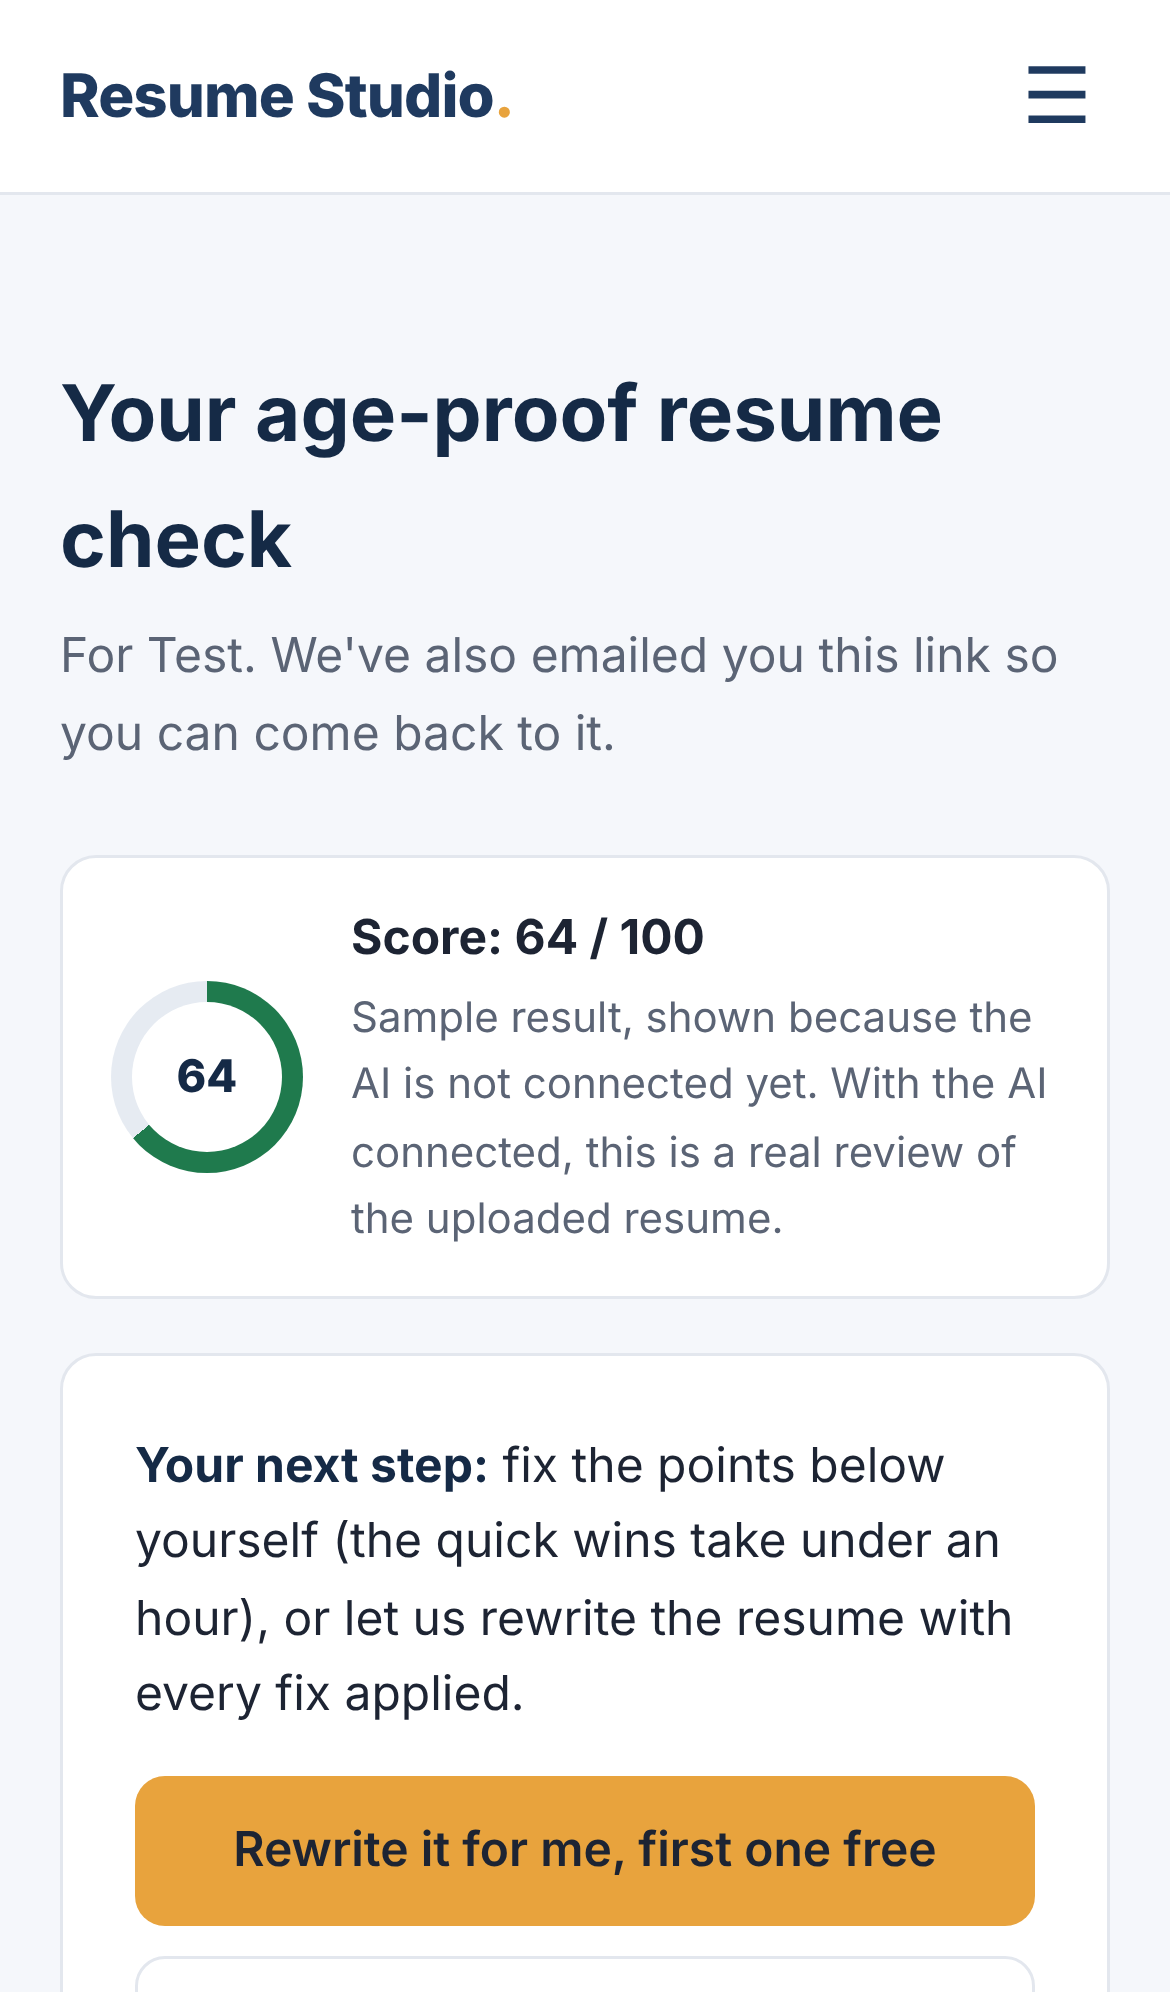 Resume Studio.
Your age-proof resume
check
For Test. We've also emailed you this link so
you can come back to it.
Score: 64 / 100
64
Sample result, shown because the
AI is not connected yet. With the AI
connected, this is a real review of
the uploaded resume.
Your next step: fix the points below
yourself (the quick wins take under an
hour), or let us rewrite the resume with
every fix applied.
Rewrite it for me, first one free